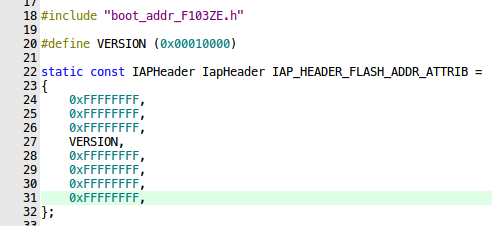 17
18 #include "boot_addr_F103ZE.h"
19
20 #define VERSION (0x00010000)
21
22 static const IAPHeader IapHeader IAP_HEADER_FLASH_ADDR_ATTRIB =
23 {
24     0xFFFFFFFF,
25     0xFFFFFFFF,
26     0xFFFFFFFF,
27     VERSION,
28     0xFFFFFFFF,
29     0xFFFFFFFF,
30     0xFFFFFFFF,
31     0xFFFFFFFF,
32 };
33